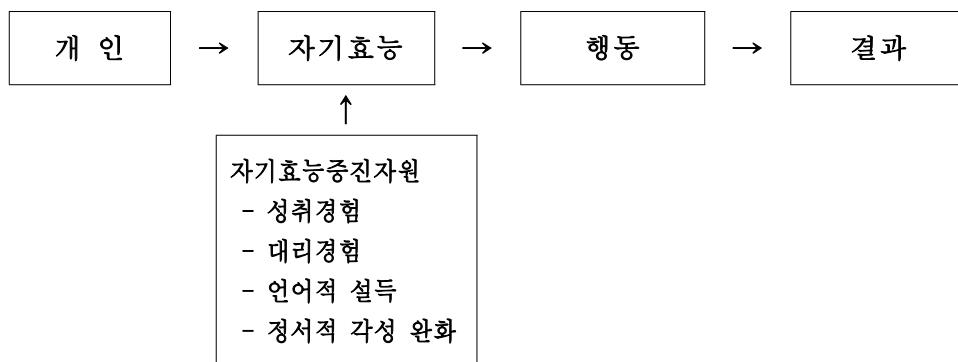 개 인 → 자기효능 → 행동 → 결과
↑
자기효능증진자원
- 성취경험
- 대리경험
- 언어적 설득
- 정서적 각성 완화